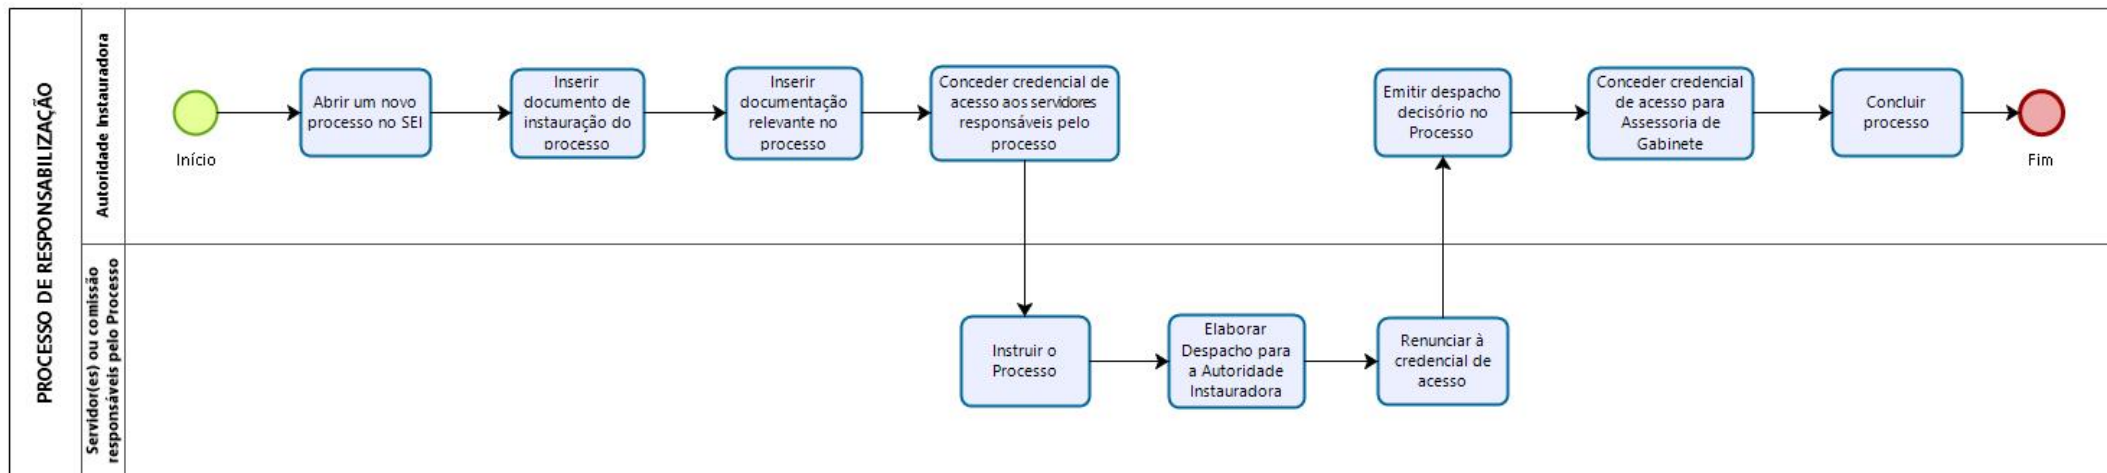 PROCESSO DE RESPONSABILIZAÇÃO
Autoridade Instauradora
Início
Abrir um novo
processo no SEI
Inserir
documento de
instauração do
processo
Inserir
documentação
relevante no
processo
Conceder credencial de
acesso aos servidores
responsáveis pelo
processo
Emitir despacho
decisório no
Processo
Conceder credencial
de acesso para
Assessoria de
Gabinete
Concluir
processo
Fim
Servidor(es) ou comissão
responsáveis pelo Processo
Instruir o
Processo
Elaborar
Despacho para
a Autoridade
Instauradora
Renunciar à
credencial de
acesso